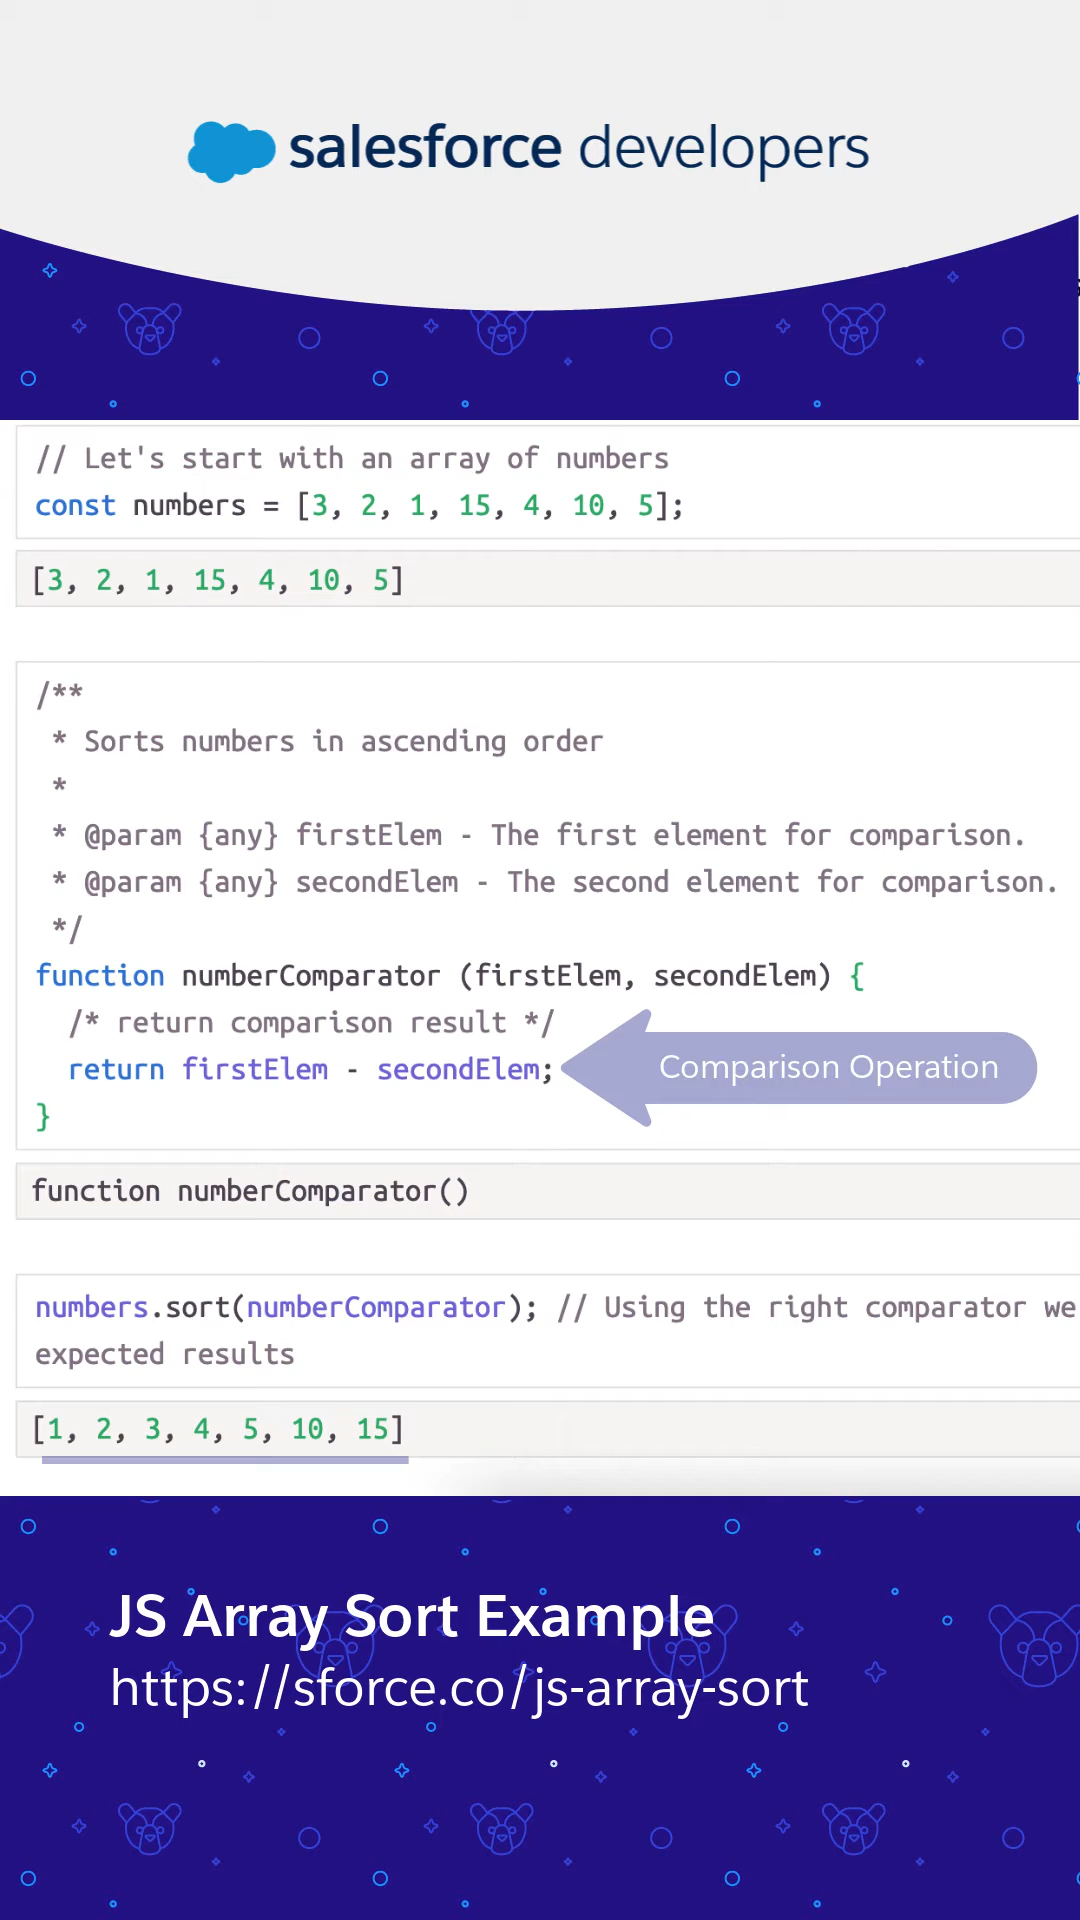 salesforce developers
// Let's start with an array of numbers
const numbers = [3, 2, 1, 15, 4, 10, 5];
[3, 2, 1, 15, 4, 10, 5]
/**
 * Sorts numbers in ascending order
 *
 * @param {any} firstElem - The first element for comparison.
 * @param {any} secondElem - The second element for comparison.
 */
function numberComparator (firstElem, secondElem) {
  /* return comparison result */
  return firstElem - secondElem;
Comparison Operation
}
function numberComparator()
numbers.sort(numberComparator); // Using the right comparator we
expected results
[1, 2, 3, 4, 5, 10, 15]
JS Array Sort Example
https://sforce.co/js-array-sort